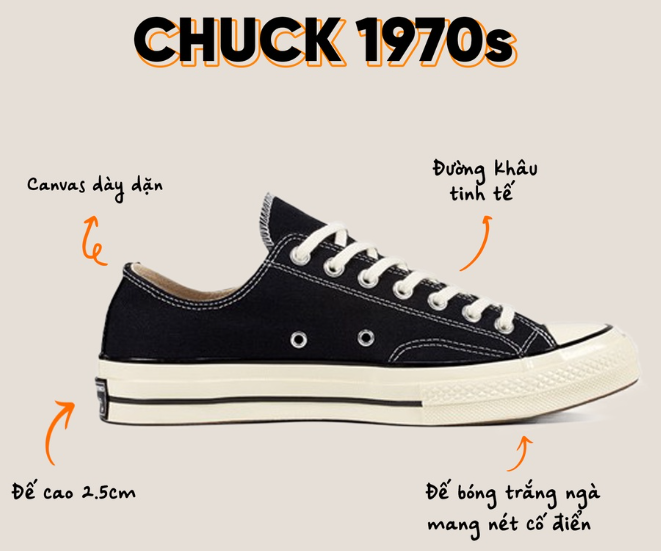 CHUCK 1970s
Canvas dày dặn
Đường khâu
tinh tế
Đế cao 2.5cm
Đế bóng trắng ngà
mang nét cổ điển